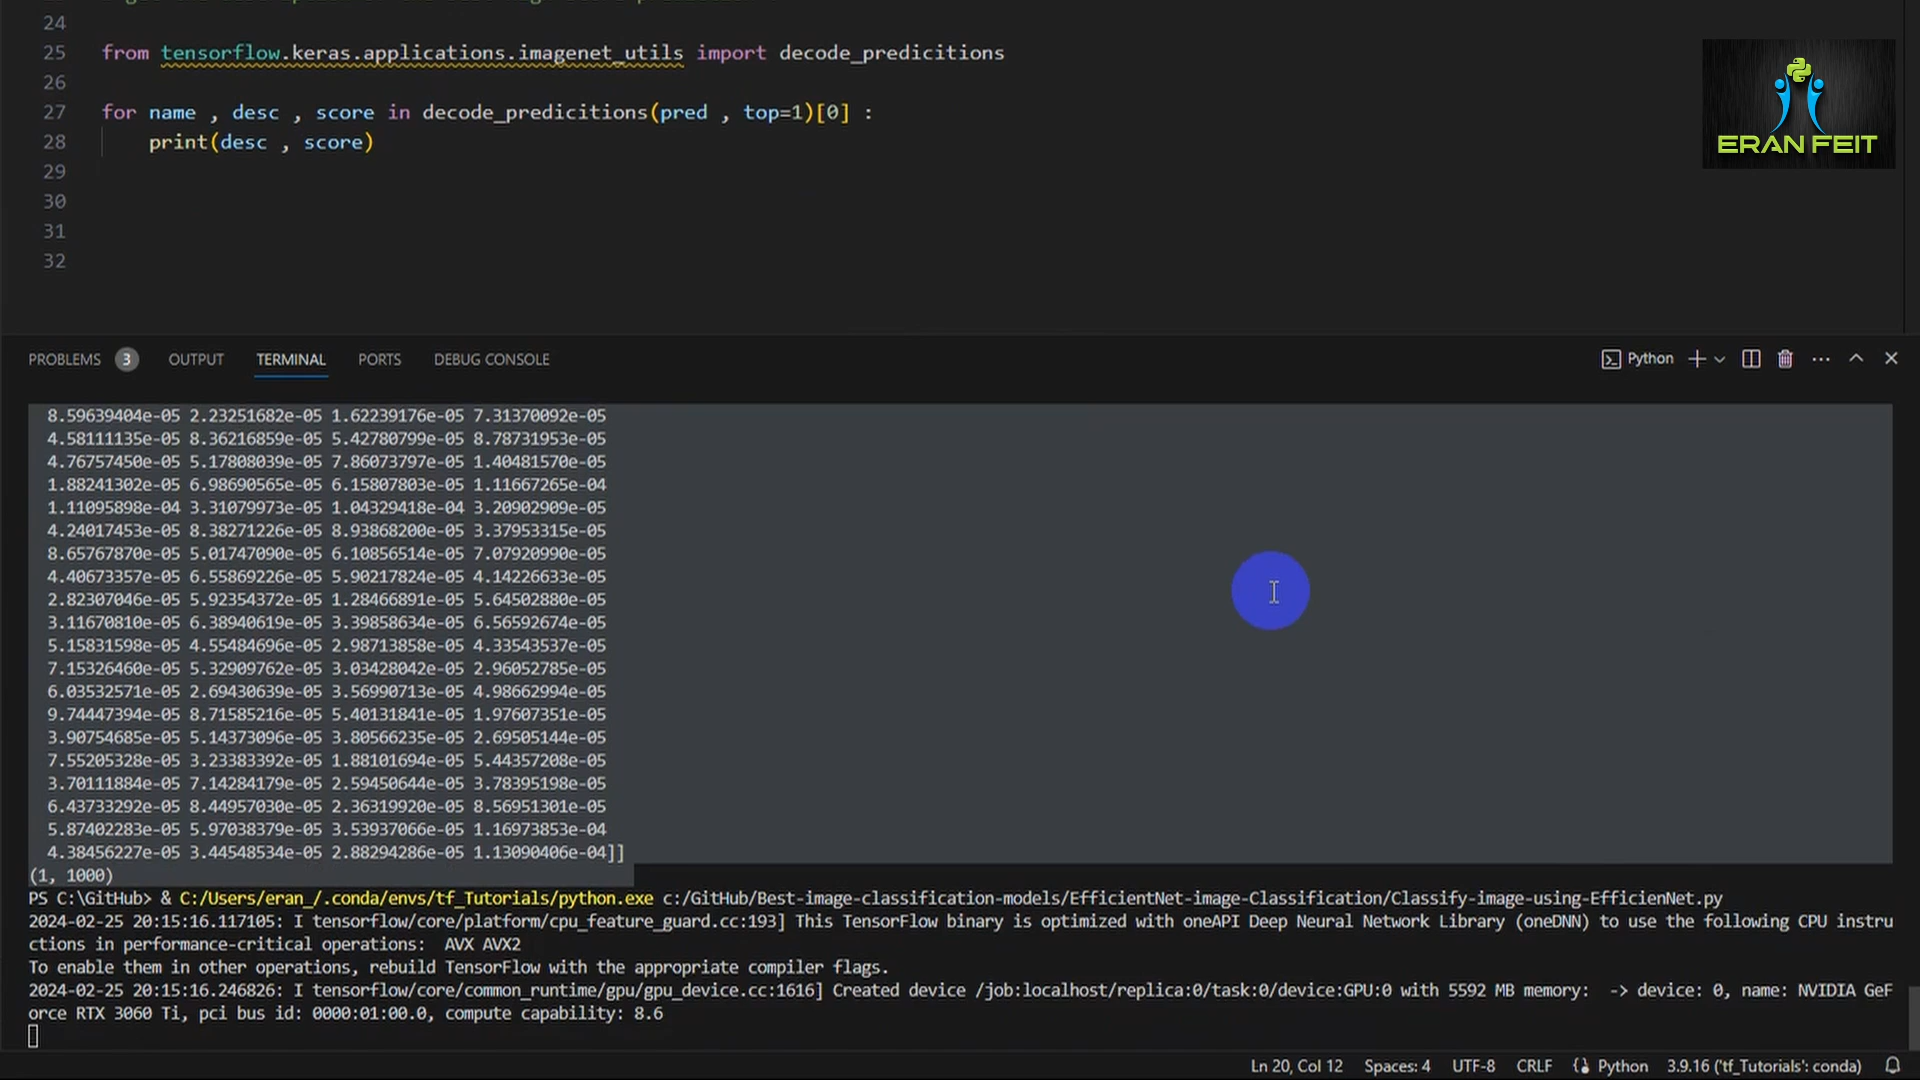 24
25 from tensorflow.keras.applications.imagenet_utils import decode_predicitions
26
27 for name , desc , score in decode_predicitions(pred , top=1)[0] :
28 print(desc , score)
29
30
31
32
ERAN FEIT
PROBLEMS 3 OUTPUT TERMINAL PORTS DEBUG CONSOLE Python
8.59639404e-05 2.23251682e-05 1.62239176e-05 7.31370092e-05
4.58111135e-05 8.36216859e-05 5.42780799e-05 8.78731953e-05
4.76757450e-05 5.17808039e-05 7.86073797e-05 1.40481570e-05
1.88241302e-05 6.98690565e-05 6.15807803e-05 1.11667265e-04
1.11095898e-04 3.31079973e-05 1.04329418e-04 3.20902909e-05
4.24017453e-05 8.38271226e-05 8.93868200e-05 3.37953315e-05
8.65767870e-05 5.01747090e-05 6.10856514e-05 7.07920990e-05
4.40673357e-05 6.55869226e-05 5.90217824e-05 4.14226633e-05
2.82307046e-05 5.92354372e-05 1.28466891e-05 5.64502880e-05
3.11670810e-05 6.38940619e-05 3.39858634e-05 6.56592674e-05
5.15831598e-05 4.55484696e-05 2.98713858e-05 4.33543537e-05
7.15326460e-05 5.32909762e-05 3.03428042e-05 2.96052785e-05
6.03532571e-05 2.69430639e-05 3.56990713e-05 4.98662994e-05
9.74447394e-05 8.71585216e-05 5.40131841e-05 1.97607351e-05
3.90754685e-05 5.14373096e-05 3.80566235e-05 2.69505144e-05
7.55205328e-05 3.23383392e-05 1.88101694e-05 5.44357208e-05
3.70111884e-05 7.14284179e-05 2.59450644e-05 3.78395198e-05
6.43733292e-05 8.44957030e-05 2.36319920e-05 8.56951301e-05
5.87402283e-05 5.97038379e-05 3.53937066e-05 1.16973853e-04
4.38456227e-05 3.44548534e-05 2.88294286e-05 1.13090406e-04]]
(1, 1000)
PS C:\GitHub> & C:/Users/eran_/.conda/envs/tf_Tutorials/python.exe c:/GitHub/Best-image-classification-models/EfficientNet-image-Classification/Classify-image-using-EfficienNet.py
2024-02-25 20:15:16.117105: I tensorflow/core/platform/cpu_feature_guard.cc:193] This TensorFlow binary is optimized with oneAPI Deep Neural Network Library (oneDNN) to use the following CPU instru
ctions in performance-critical operations:  AVX AVX2
To enable them in other operations, rebuild TensorFlow with the appropriate compiler flags.
2024-02-25 20:15:16.246826: I tensorflow/core/common_runtime/gpu/gpu_device.cc:1616] Created device /job:localhost/replica:0/task:0/device:GPU:0 with 5592 MB memory:  -> device: 0, name: NVIDIA GeF
orce RTX 3060 Ti, pci bus id: 0000:01:00.0, compute capability: 8.6
Ln 20, Col 12 Spaces: 4 UTF-8 CRLF Python 3.9.16 ('tf_Tutorials': conda)